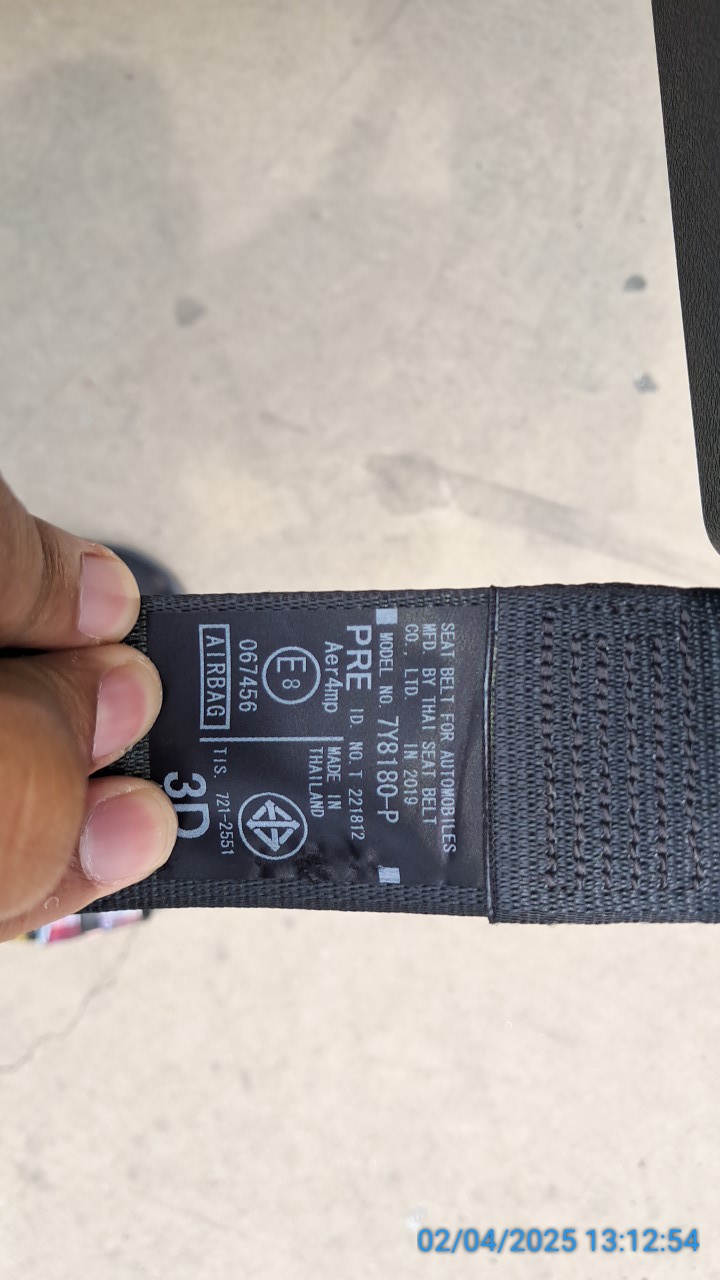 SEAT BELT FOR AUTOMOBILES
MFD. BY THAI SEAT BELT
CO., LTD. IN 2019
MODEL NO. 7Y8180-P
PRE ID. NO. T 221812
Aer4mp
MADE IN
THAILAND
E 8
067456
AIRBAG
TIS. 721-2551
3D
02/04/2025 13:12:54